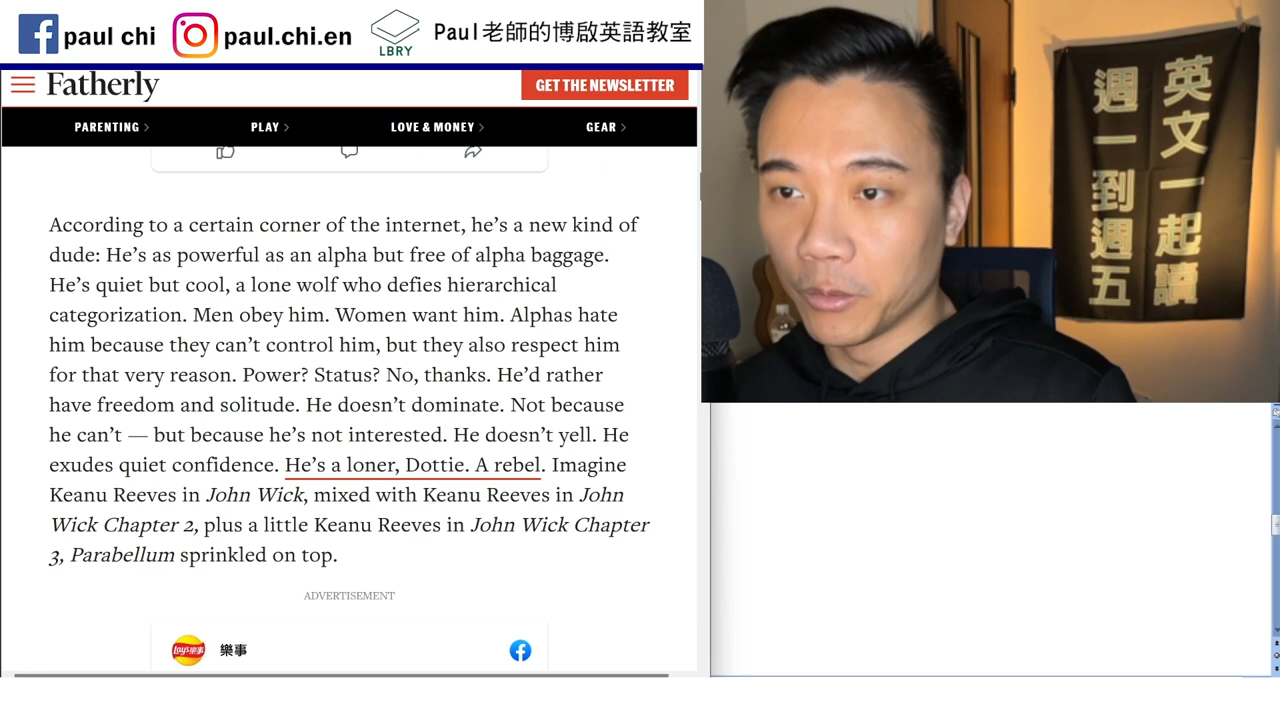 paul chi
paul.chi.en
LBRY
Paul老師的博啟英語教室
Fatherly
GET THE NEWSLETTER
PARENTING
PLAY
LOVE & MONEY
GEAR
According to a certain corner of the internet, he’s a new kind of
dude: He’s as powerful as an alpha but free of alpha baggage.
He’s quiet but cool, a lone wolf who defies hierarchical
categorization. Men obey him. Women want him. Alphas hate
him because they can’t control him, but they also respect him
for that very reason. Power? Status? No, thanks. He’d rather
have freedom and solitude. He doesn’t dominate. Not because
he can’t — but because he’s not interested. He doesn’t yell. He
exudes quiet confidence. He’s a loner, Dottie. A rebel. Imagine
Keanu Reeves in John Wick, mixed with Keanu Reeves in John
Wick Chapter 2, plus a little Keanu Reeves in John Wick Chapter
3, Parabellum sprinkled on top.
ADVERTISEMENT
Lay's樂事
樂事
英文一起讀
週一到週五